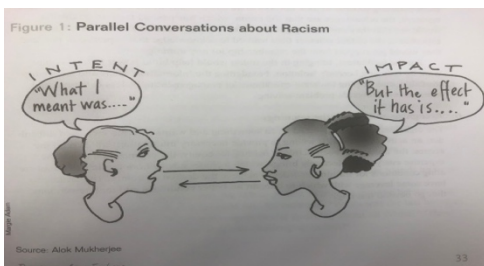 Figure 1: Parallel Conversations about Racism
INTENT
"What I
meant was...."
IMPACT
"But the effect
it has is...."
Source: Alok Mukherjee
33